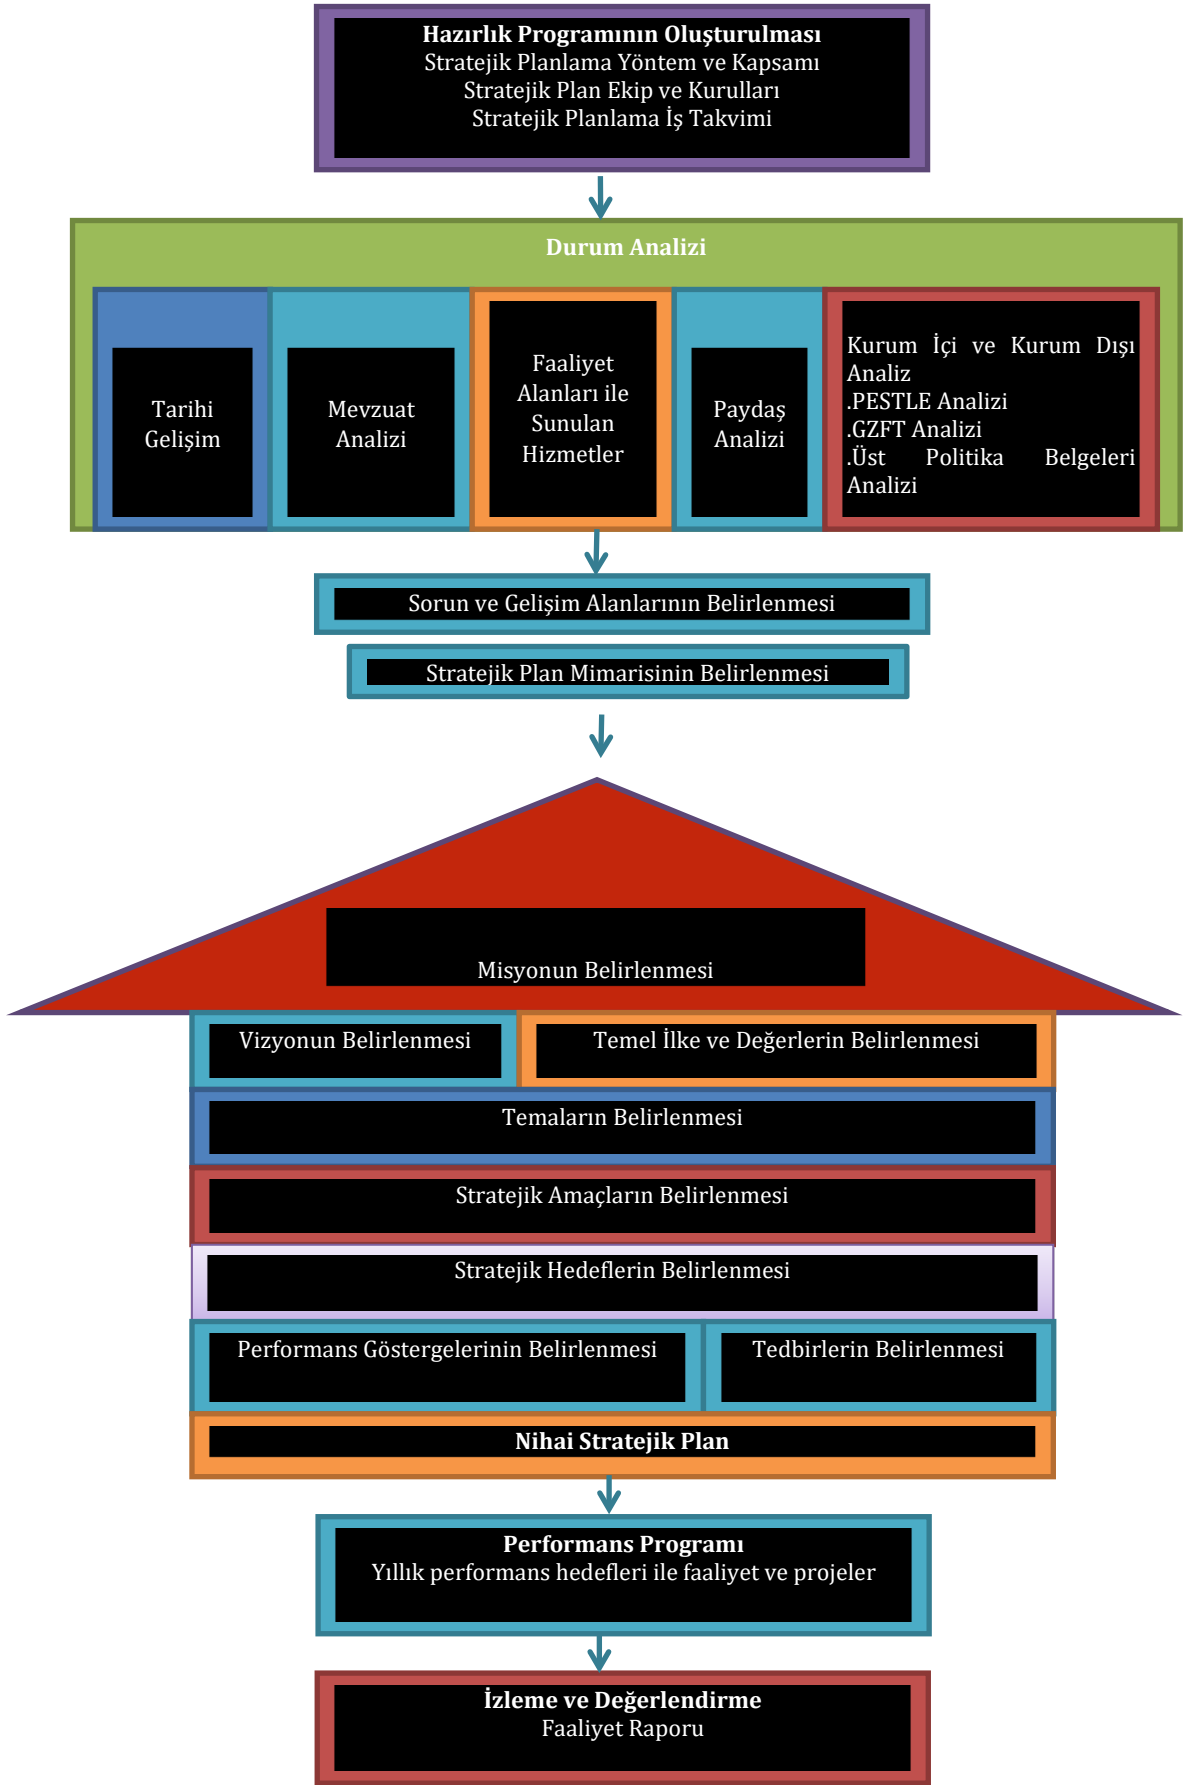 Hazırlık Programının Oluşturulması
Stratejik Planlama Yöntem ve Kapsamı
Stratejik Plan Ekip ve Kurulları
Stratejik Planlama İş Takvimi
Durum Analizi
Tarihi
Gelişim
Mevzuat
Analizi
Faaliyet
Alanları ile
Sunulan
Hizmetler
Paydaş
Analizi
Kurum İçi ve Kurum Dışı
Analiz
.PESTLE Analizi
.GZFT Analizi
.Üst Politika Belgeleri
Analizi
Sorun ve Gelişim Alanlarının Belirlenmesi
Stratejik Plan Mimarisinin Belirlenmesi
Misyonun Belirlenmesi
Vizyonun Belirlenmesi
Temel İlke ve Değerlerin Belirlenmesi
Temaların Belirlenmesi
Stratejik Amaçların Belirlenmesi
Stratejik Hedeflerin Belirlenmesi
Performans Göstergelerinin Belirlenmesi
Tedbirlerin Belirlenmesi
Nihai Stratejik Plan
Performans Programı
Yıllık performans hedefleri ile faaliyet ve projeler
İzleme ve Değerlendirme
Faaliyet Raporu